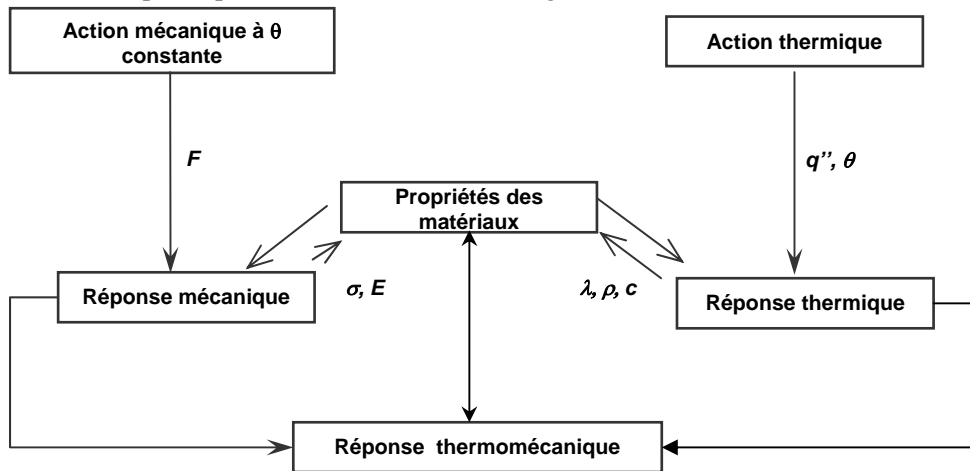 Action mécanique à θ
constante
Action thermique
F
q’’, θ
Propriétés des
matériaux
Réponse mécanique
σ, E
λ, ρ, c
Réponse thermique
Réponse thermomécanique